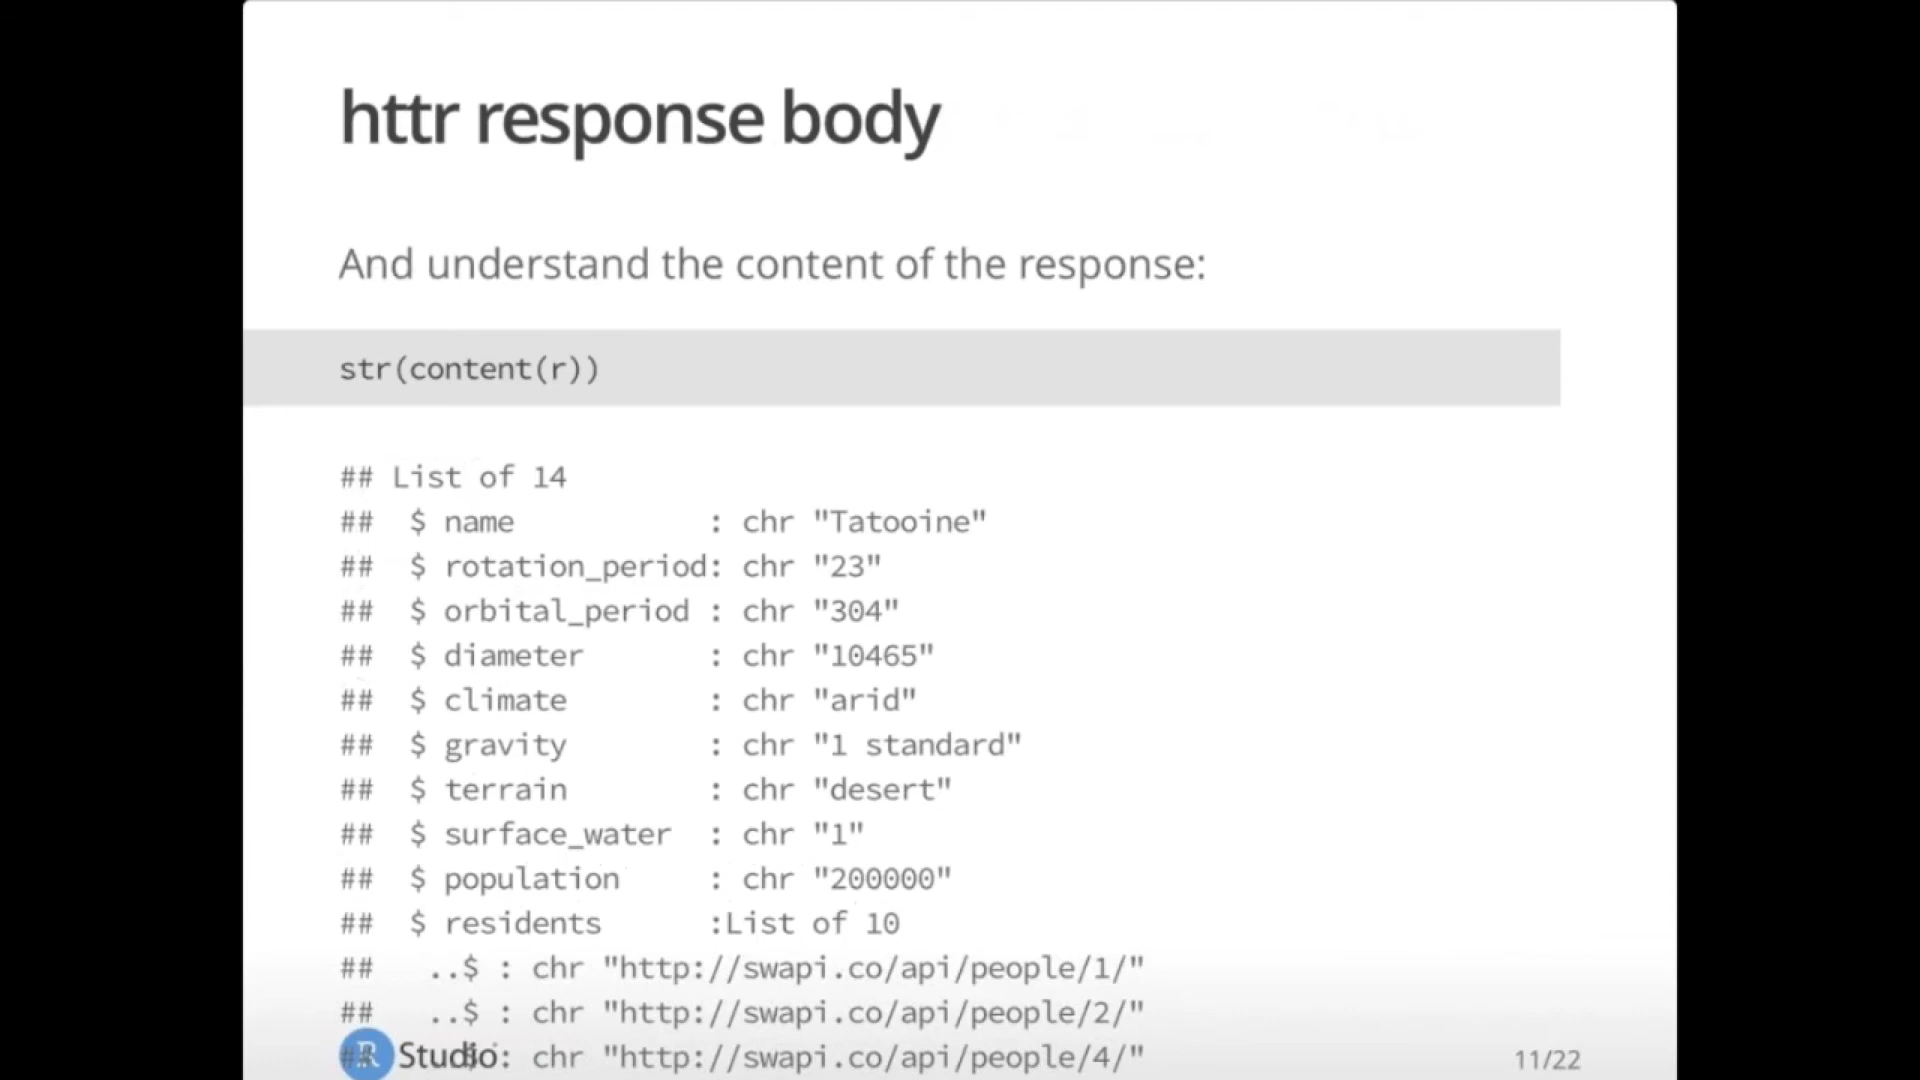 httr response body
And understand the content of the response:
str(content(r))
## List of 14
##  $ name           : chr "Tatooine"
##  $ rotation_period: chr "23"
##  $ orbital_period : chr "304"
##  $ diameter       : chr "10465"
##  $ climate        : chr "arid"
##  $ gravity        : chr "1 standard"
##  $ terrain        : chr "desert"
##  $ surface_water  : chr "1"
##  $ population     : chr "200000"
##  $ residents      :List of 10
##   ..$ : chr "http://swapi.co/api/people/1/"
##   ..$ : chr "http://swapi.co/api/people/2/"
: chr "http://swapi.co/api/people/4/"
R Studio
11/22